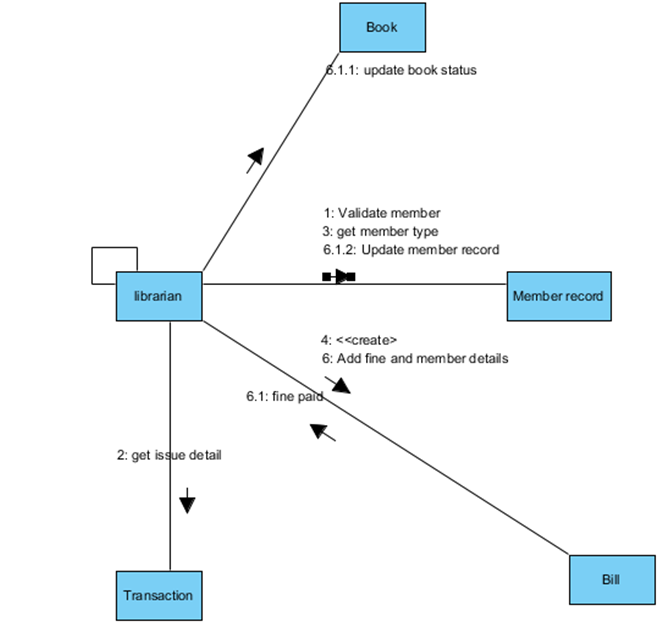 Book
6.1.1: update book status
1: Validate member
3: get member type
6.1.2: Update member record
librarian
Member record
4: <<create>
6: Add fine and member details
6.1: fine paid
2: get issue detail
Bill
Transaction